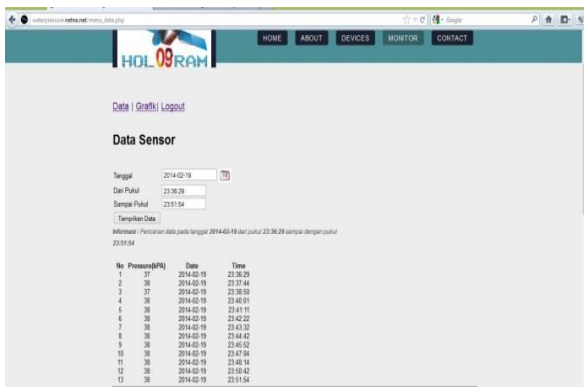 waterpressure.netne.net/menu_data.php
Google
HOL09RAM
HOME ABOUT DEVICES MONITOR CONTACT
Data | Grafik| Logout
Data Sensor
Tanggal 2014-02-19
Dari Pukul 23:36:29
Sampai Pukul 23:51:54
Tampilkan Data
Informasi : Pencarian data pada tanggal 2014-02-19 dari pukul 23:36:29 sampai dengan pukul
23:51:54
No Pressure(kPA) Date Time
1 37 2014-02-19 23:36:29
2 38 2014-02-19 23:37:44
3 37 2014-02-19 23:38:50
4 38 2014-02-19 23:40:01
5 38 2014-02-19 23:41:11
6 38 2014-02-19 23:42:22
7 38 2014-02-19 23:43:32
8 38 2014-02-19 23:44:42
9 38 2014-02-19 23:45:52
10 38 2014-02-19 23:47:04
11 38 2014-02-19 23:48:14
12 38 2014-02-19 23:50:42
13 38 2014-02-19 23:51:54